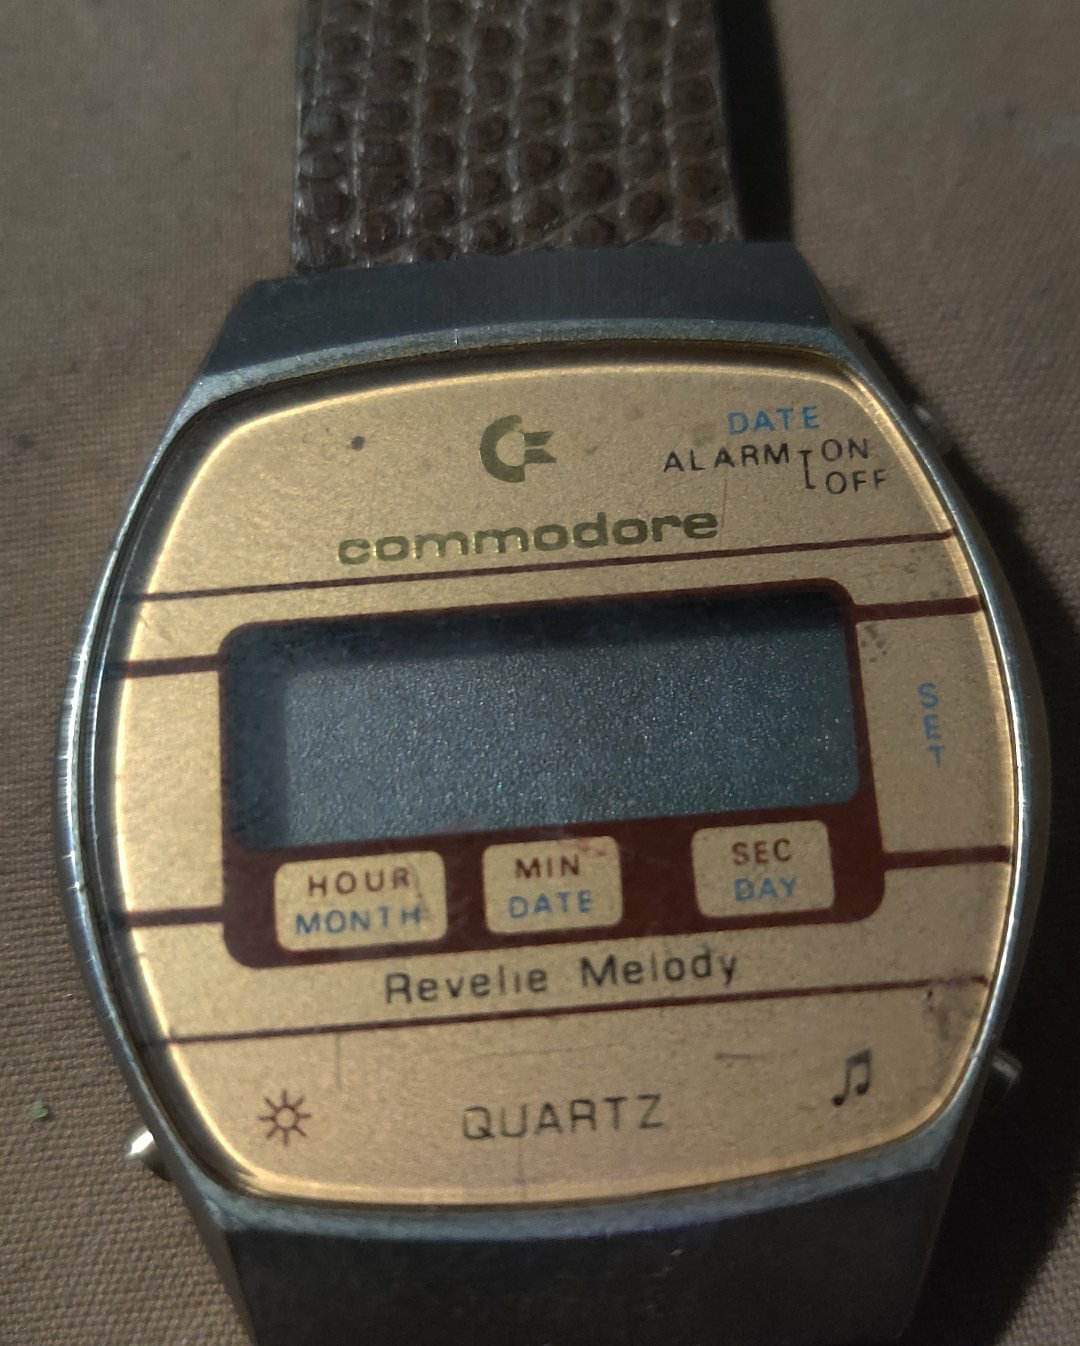 DATE
ALARM ON
OFF
commodore
SET
HOUR MIN SEC
MONTH DATE DAY
Revelie Melody
QUARTZ